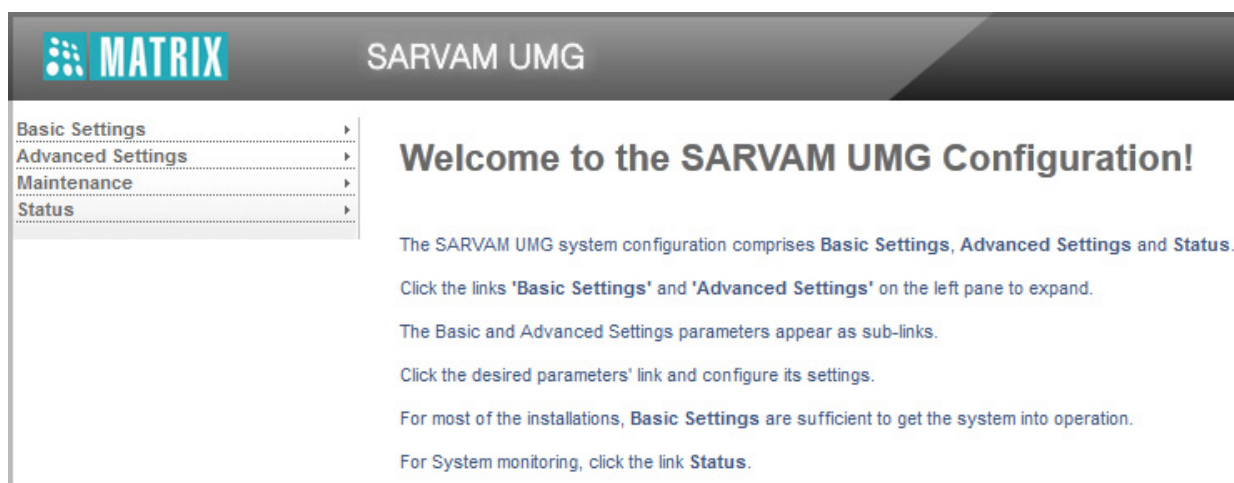 MATRIX
SARVAM UMG
Basic Settings
Advanced Settings
Maintenance
Status
Welcome to the SARVAM UMG Configuration!
The SARVAM UMG system configuration comprises Basic Settings, Advanced Settings and Status.
Click the links 'Basic Settings' and 'Advanced Settings' on the left pane to expand.
The Basic and Advanced Settings parameters appear as sub-links.
Click the desired parameters' link and configure its settings.
For most of the installations, Basic Settings are sufficient to get the system into operation.
For System monitoring, click the link Status.